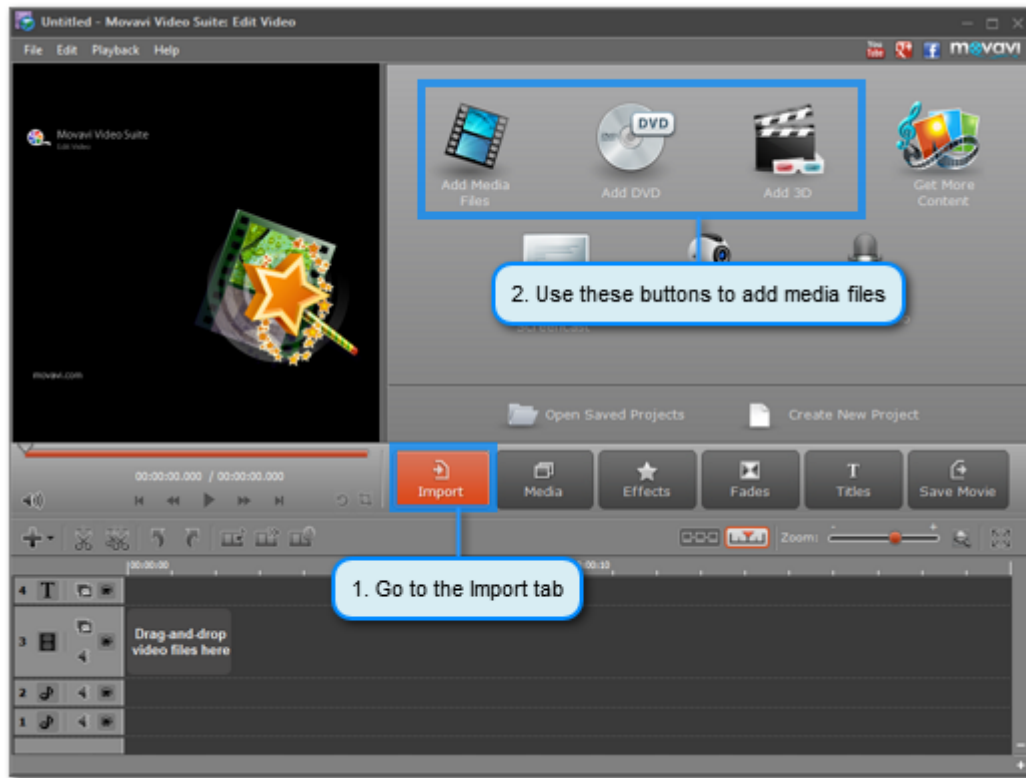 Untitled - Movavi Video Suite: Edit Video
File Edit Playback Help
You Tube movavi
Movavi Video Suite
Edit Video
DVD
Add Media Files
Add DVD
Add 3D
Get More Content
2. Use these buttons to add media files
Screencast
movavi.com
Open Saved Projects
Create New Project
00:00:00.000 / 00:00:00.000
Import
Media
Effects
Fades
Titles
Save Movie
Zoom:
00:00:00
00:00:10
1. Go to the Import tab
4 T
3
Drag-and-drop
video files here
2
1